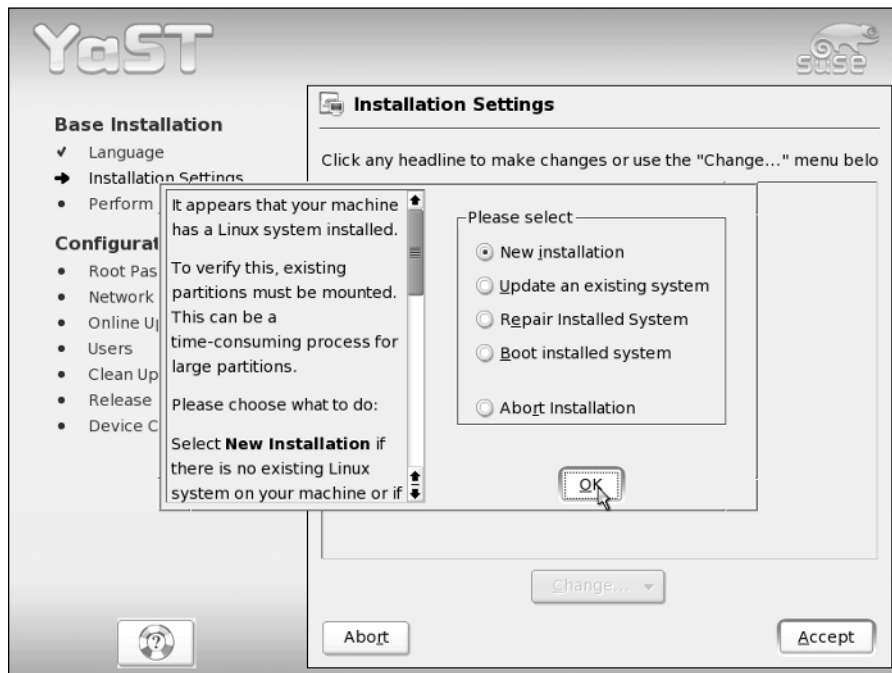 YaST
SUSE
Base Installation
Language
Installation Settings
Perform
Configurat
Root Pas
Network
Online U
Users
Clean Up
Release
Device C
Installation Settings
Click any headline to make changes or use the "Change..." menu belo
It appears that your machine
has a Linux system installed.
To verify this, existing
partitions must be mounted.
This can be a
time-consuming process for
large partitions.
Please choose what to do:
Select New Installation if
there is no existing Linux
system on your machine or if
Please select
New installation
Update an existing system
Repair Installed System
Boot installed system
Abort Installation
OK
Change...
Abort
Accept